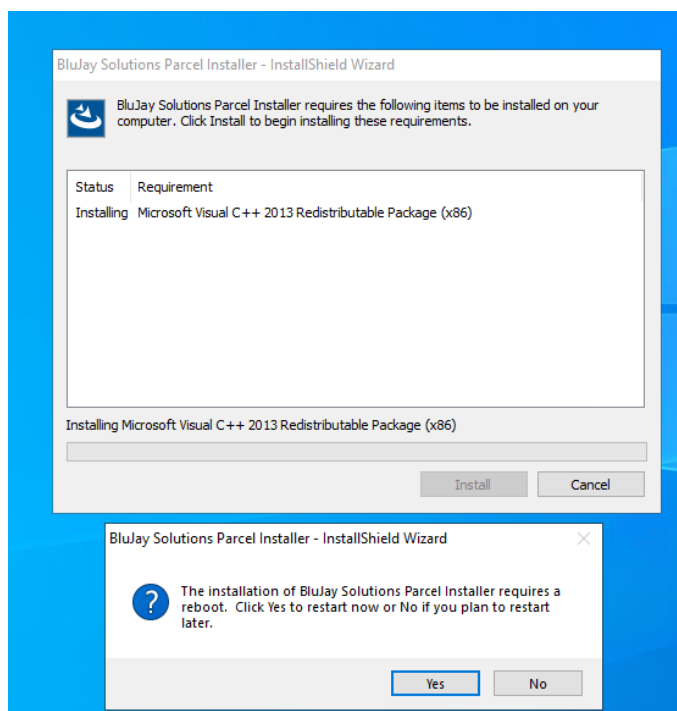 BluJay Solutions Parcel Installer - InstallShield Wizard
BluJay Solutions Parcel Installer requires the following items to be installed on your
computer. Click Install to begin installing these requirements.
Status Requirement
Installing Microsoft Visual C++ 2013 Redistributable Package (x86)
Installing Microsoft Visual C++ 2013 Redistributable Package (x86)
Install Cancel
BluJay Solutions Parcel Installer - InstallShield Wizard
The installation of BluJay Solutions Parcel Installer requires a
reboot. Click Yes to restart now or No if you plan to restart
later.
Yes No